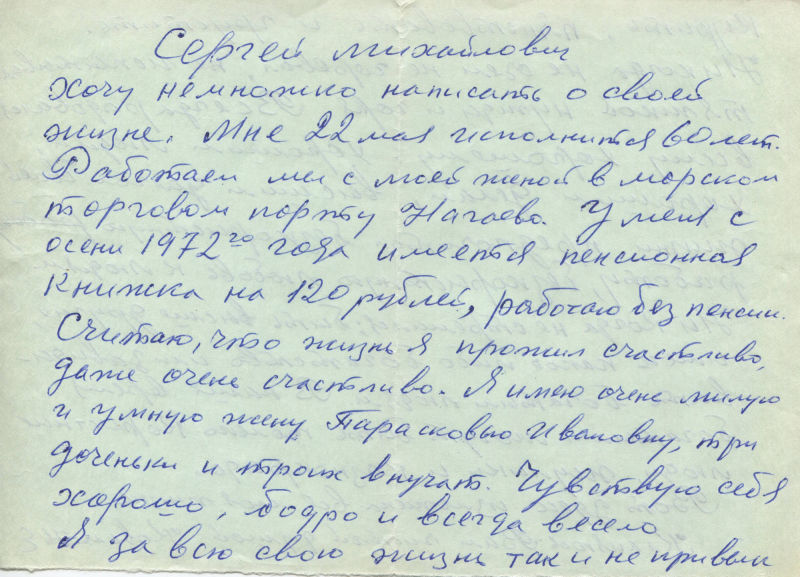 Сергей Михайлович
хочу немножко написать о своей
жизне. Мне 22 мая исполнится 60 лет.
Работаем мы с моей женой в морском
торговом порту Нагаево. У меня с
осени 1972го года имеется пенсионная
книжка на 120 рублей, работаю без пенсии.
Считаю, что жизнь я прожил счастливо,
даже очень счастливо. Я имею очень милую
и умную жену Парасковью Ивановну, три
доченьки и троих внучат. Чувствую себя
хорошо, бодро и всегда весело
Я за всю свою жизнь так и не привык